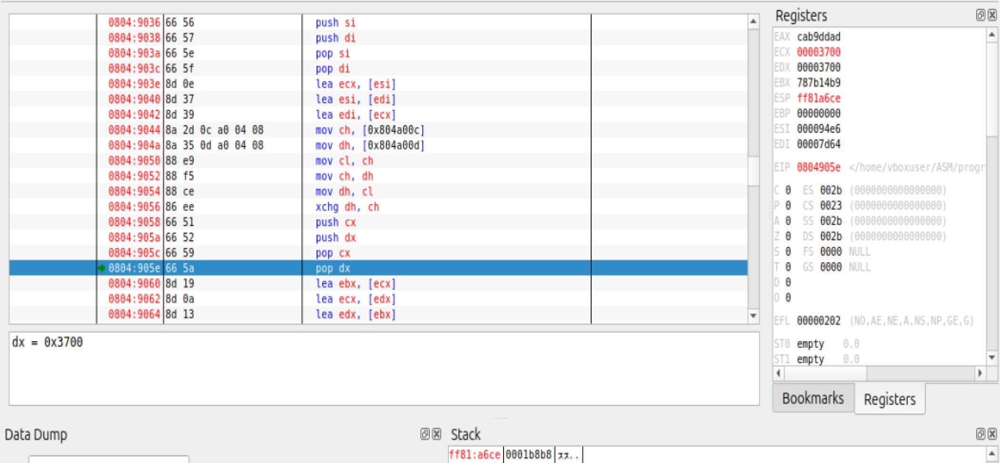 0804:9036 66 56 push si
0804:9038 66 57 push di
0804:903a 66 5e pop si
0804:903c 66 5f pop di
0804:903e 8d 0e lea ecx, [esi]
0804:9040 8d 37 lea esi, [edi]
0804:9042 8d 39 lea edi, [ecx]
0804:9044 8a 2d 0c a0 04 08 mov ch, [0x804a00c]
0804:904a 8a 35 0d a0 04 08 mov dh, [0x804a00d]
0804:9050 88 e9 mov cl, ch
0804:9052 88 f5 mov ch, dh
0804:9054 88 ce mov dh, cl
0804:9056 86 ee xchg dh, ch
0804:9058 66 51 push cx
0804:905a 66 52 push dx
0804:905c 66 59 pop cx
0804:905e 66 5a pop dx
0804:9060 8d 19 lea ebx, [ecx]
0804:9062 8d 0a lea ecx, [edx]
0804:9064 8d 13 lea edx, [ebx]
dx = 0x3700
Registers
EAX cab9ddad
ECX 00003700
EDX 00003700
EBX 787b14b9
ESP ff81a6ce
EBP 00000000
ESI 000094e6
EDI 00007d64
EIP 0804905e </home/vboxuser/ASM/progr
C 0 ES 002b (0000000000000000)
P 0 CS 0023 (0000000000000000)
A 0 SS 002b (0000000000000000)
Z 0 DS 002b (0000000000000000)
S 0 FS 0000 NULL
T 0 GS 0000 NULL
D 0
O 0
EFL 00000202 (NO,AE,NE,A,NS,NP,GE,G)
ST0 empty 0.0
ST1 empty 0.0
Bookmarks Registers
Data Dump
Stack
ff81:a6ce 0001b8b8